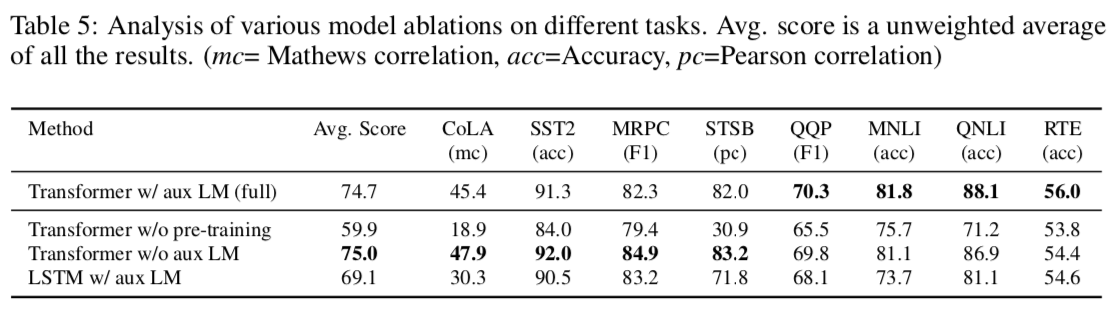 Table 5: Analysis of various model ablations on different tasks. Avg. score is a unweighted average
of all the results. (mc= Mathews correlation, acc=Accuracy, pc=Pearson correlation)
Method Avg. Score CoLA SST2 MRPC STSB QQP MNLI QNLI RTE
(mc) (acc) (F1) (pc) (F1) (acc) (acc) (acc)
Transformer w/ aux LM (full) 74.7 45.4 91.3 82.3 82.0 70.3 81.8 88.1 56.0
Transformer w/o pre-training 59.9 18.9 84.0 79.4 30.9 65.5 75.7 71.2 53.8
Transformer w/o aux LM 75.0 47.9 92.0 84.9 83.2 69.8 81.1 86.9 54.4
LSTM w/ aux LM 69.1 30.3 90.5 83.2 71.8 68.1 73.7 81.1 54.6